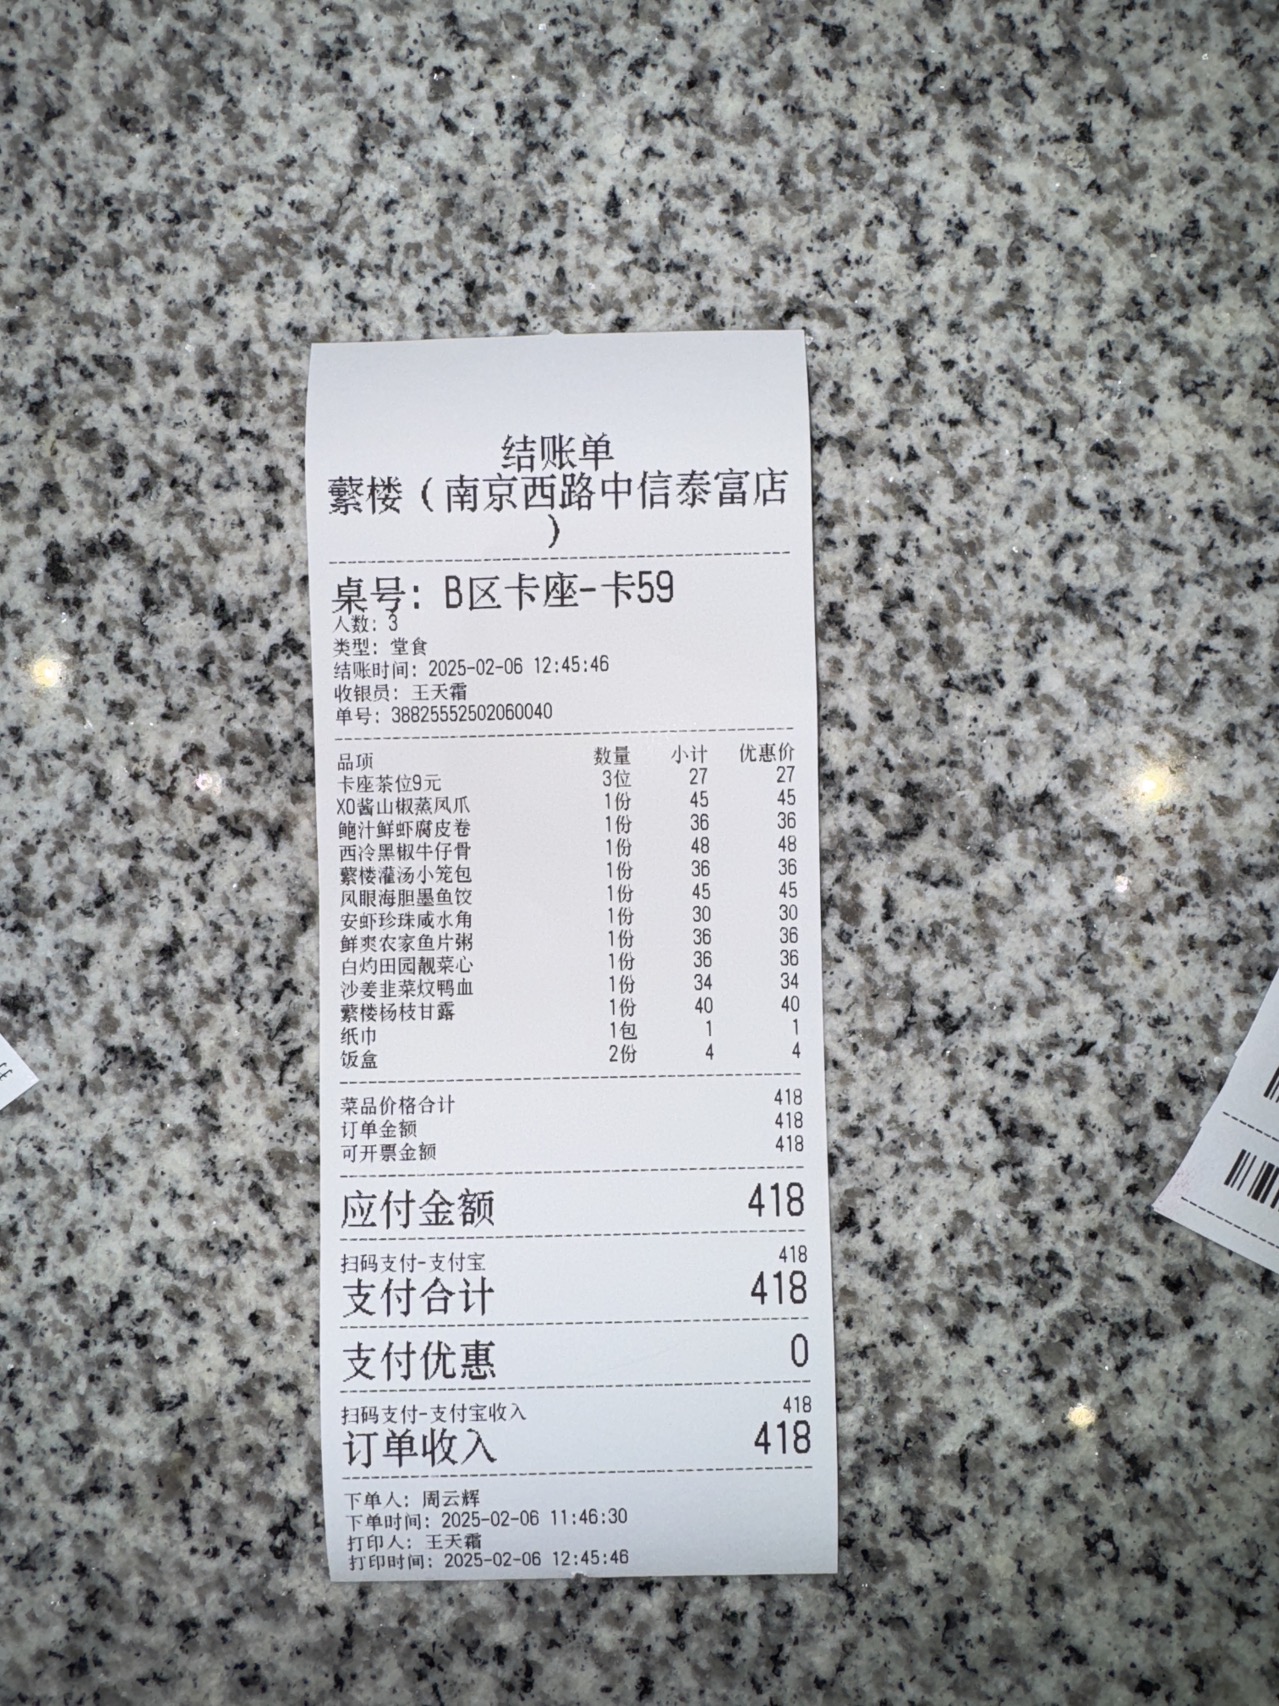 结账单
蘩楼（南京西路中信泰富店
）
桌号：B区卡座-卡59
人数：3
类型：堂食
结账时间：2025-02-06 12:45:46
收银员：王天霜
单号：38825552502060040
品项 数量 小计 优惠价
卡座茶位9元 3位 27 27
XO酱山椒蒸凤爪 1份 45 45
鲍汁鲜虾腐皮卷 1份 36 36
西冷黑椒牛仔骨 1份 48 48
蘩楼灌汤小笼包 1份 36 36
凤眼海胆墨鱼饺 1份 45 45
安虾珍珠咸水角 1份 30 30
鲜爽农家鱼片粥 1份 36 36
白灼田园靓菜心 1份 36 36
沙姜韭菜炆鸭血 1份 34 34
蘩楼杨枝甘露 1份 40 40
纸巾 1包 1 1
饭盒 2份 4 4
菜品价格合计 418
订单金额 418
可开票金额 418
应付金额 418
扫码支付-支付宝 418
支付合计 418
支付优惠 0
扫码支付-支付宝收入 418
订单收入 418
下单人：周云辉
下单时间：2025-02-06 11:46:30
打印人：王天霜
打印时间：2025-02-06 12:45:46